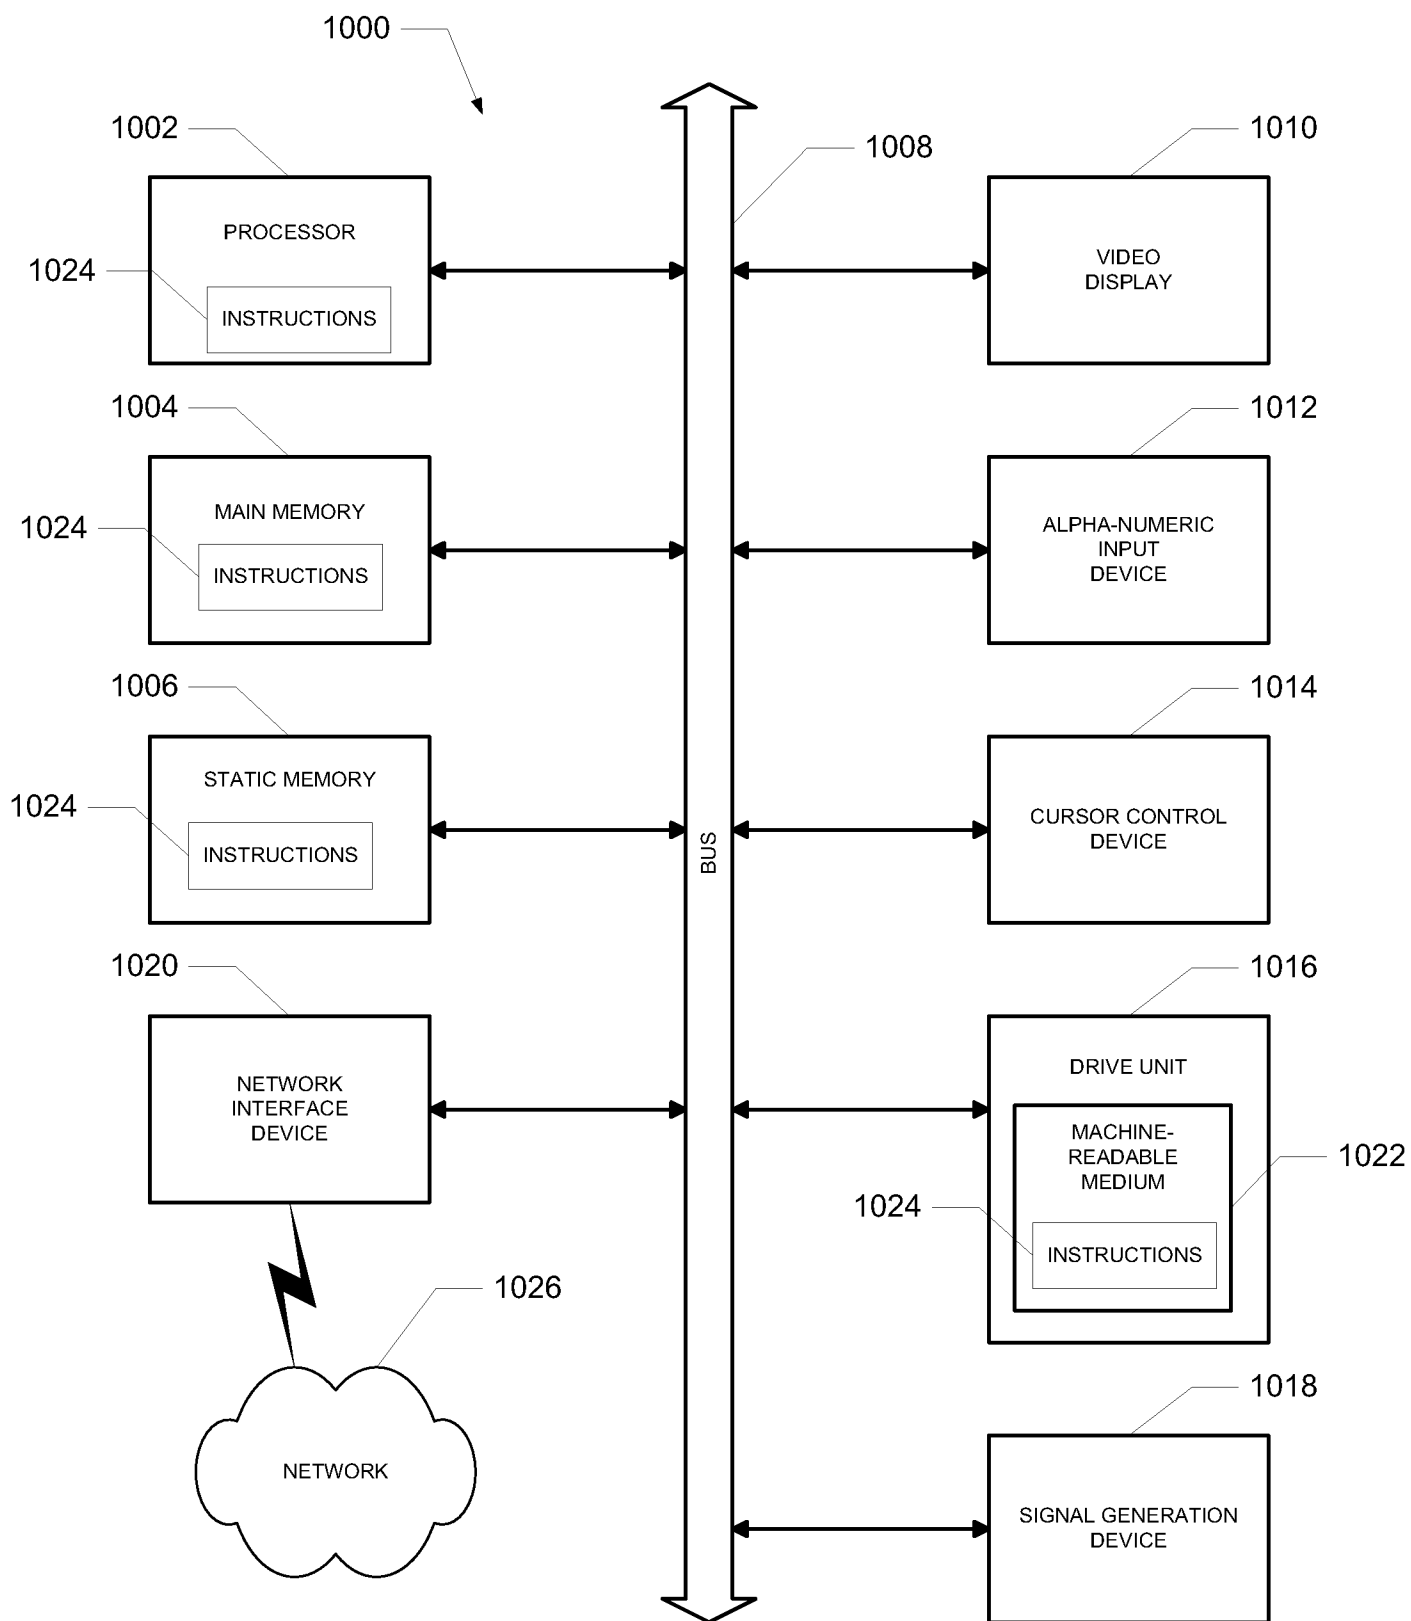 1000
1002
PROCESSOR
1024
INSTRUCTIONS
1004
MAIN MEMORY
1024
INSTRUCTIONS
1006
STATIC MEMORY
1024
INSTRUCTIONS
1020
NETWORK
INTERFACE
DEVICE
1026
NETWORK
1008
BUS
1010
VIDEO
DISPLAY
1012
ALPHA-NUMERIC
INPUT
DEVICE
1014
CURSOR CONTROL
DEVICE
1016
DRIVE UNIT
MACHINE-
READABLE
MEDIUM
1022
1024
INSTRUCTIONS
1018
SIGNAL GENERATION
DEVICE